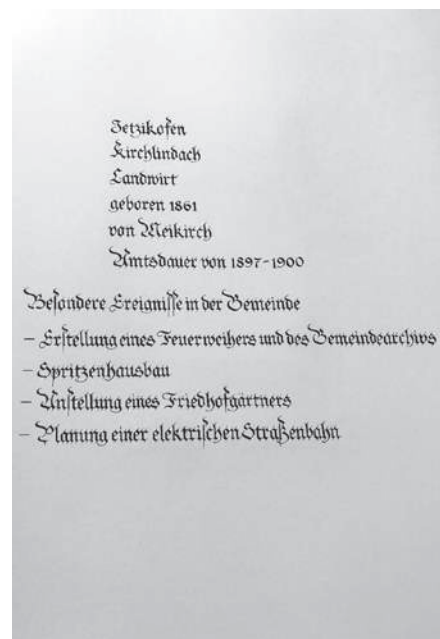 Jetzikofen
Kirchlindach
Landwirt
geboren 1861
von Meikirch
Amtsdauer von 1897-1900
Besondere Ereignisse in der Gemeinde
– Erstellung eines Feuerweihers und des Gemeindearchivs
– Spritzenhausbau
– Anstellung eines Friedhofgärtners
– Planung einer elektrischen Straßenbahn